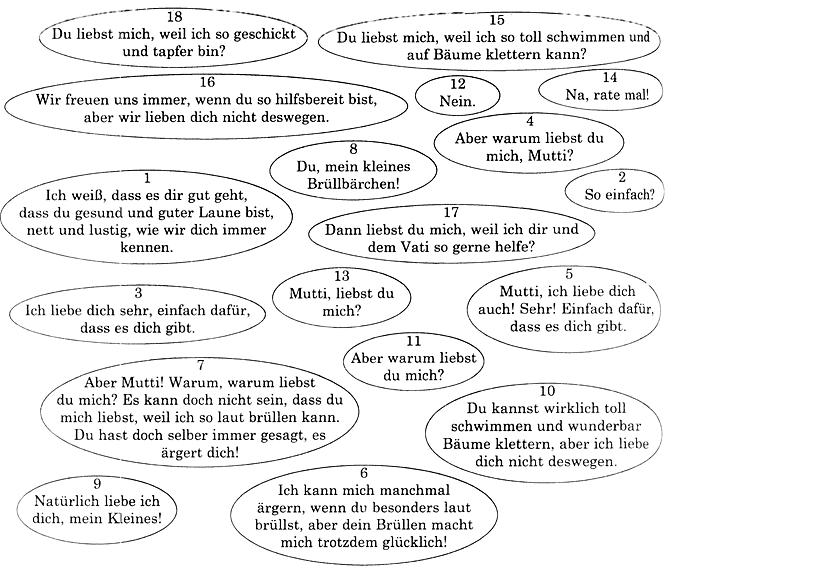 18
Du liebst mich, weil ich so geschickt
und tapfer bin?
15
Du liebst mich, weil ich so toll schwimmen und
auf Bäume klettern kann?
16
Wir freuen uns immer, wenn du so hilfsbereit bist,
aber wir lieben dich nicht deswegen.
12
Nein.
14
Na, rate mal!
4
Aber warum liebst du
mich, Mutti?
8
Du, mein kleines
Brüllbärchen!
2
So einfach?
1
Ich weiß, dass es dir gut geht,
dass du gesund und guter Laune bist,
nett und lustig, wie wir dich immer
kennen.
17
Dann liebst du mich, weil ich dir und
dem Vati so gerne helfe?
13
Mutti, liebst du
mich?
5
Mutti, ich liebe dich
auch! Sehr! Einfach dafür,
dass es dich gibt.
3
Ich liebe dich sehr, einfach dafür,
dass es dich gibt.
11
Aber warum liebst
du mich?
7
Aber Mutti! Warum, warum liebst
du mich? Es kann doch nicht sein, dass du
mich liebst, weil ich so laut brüllen kann.
Du hast doch selber immer gesagt, es
ärgert dich!
10
Du kannst wirklich toll
schwimmen und wunderbar
Bäume klettern, aber ich liebe
dich nicht deswegen.
9
Natürlich liebe ich
dich, mein Kleines!
6
Ich kann mich manchmal
ärgern, wenn du besonders laut
brüllst, aber dein Brüllen macht
mich trotzdem glücklich!